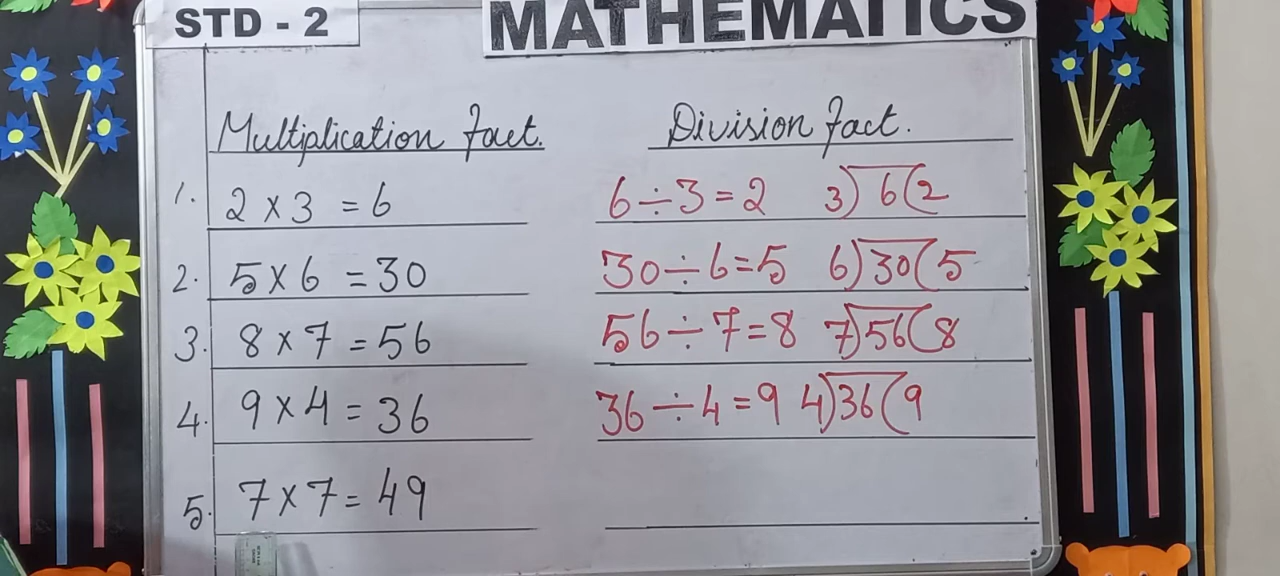 STD - 2 MATHEMATICS
Multiplication fact. Division fact.
1. 2 × 3 = 6 6 ÷ 3 = 2 3) 6 (2
2. 5 × 6 = 30 30 ÷ 6 = 5 6) 30 (5
3. 8 × 7 = 56 56 ÷ 7 = 8 7) 56 (8
4. 9 × 4 = 36 36 ÷ 4 = 9 4) 36 (9
5. 7 × 7 = 49